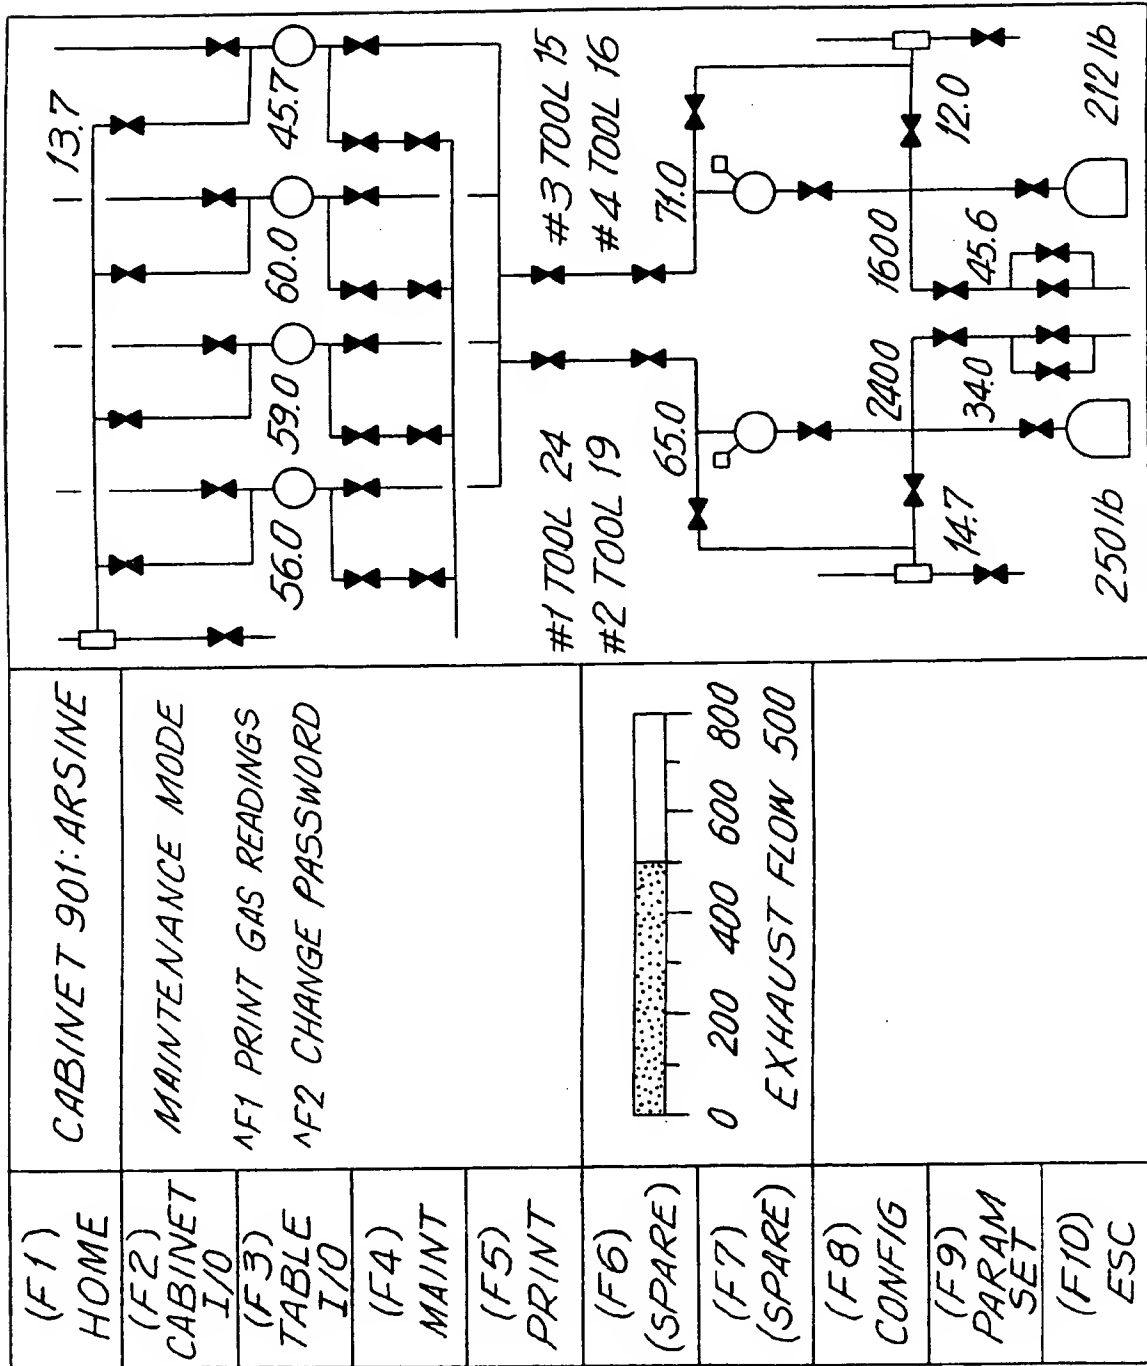 (F1)
HOME
(F2)
CABINET
I/O
(F3)
TABLE
I/O
(F4)
MAINT
(F5)
PRINT
(F6)
(SPARE)
(F7)
(SPARE)
(F8)
CONFIG
(F9)
PARAM
SET
(F10)
ESC
CABINET 901: ARSINE
MAINTENANCE MODE
^F1 PRINT GAS READINGS
^F2 CHANGE PASSWORD
0 200 400 600 800
EXHAUST FLOW 500
13.7
56.0 59.0 60.0 45.7
#1 TOOL 24 #3 TOOL 15
#2 TOOL 19 #4 TOOL 16
65.0 71.0
2400 1600
14.7 34.0 45.6 12.0
250 lb 212 lb